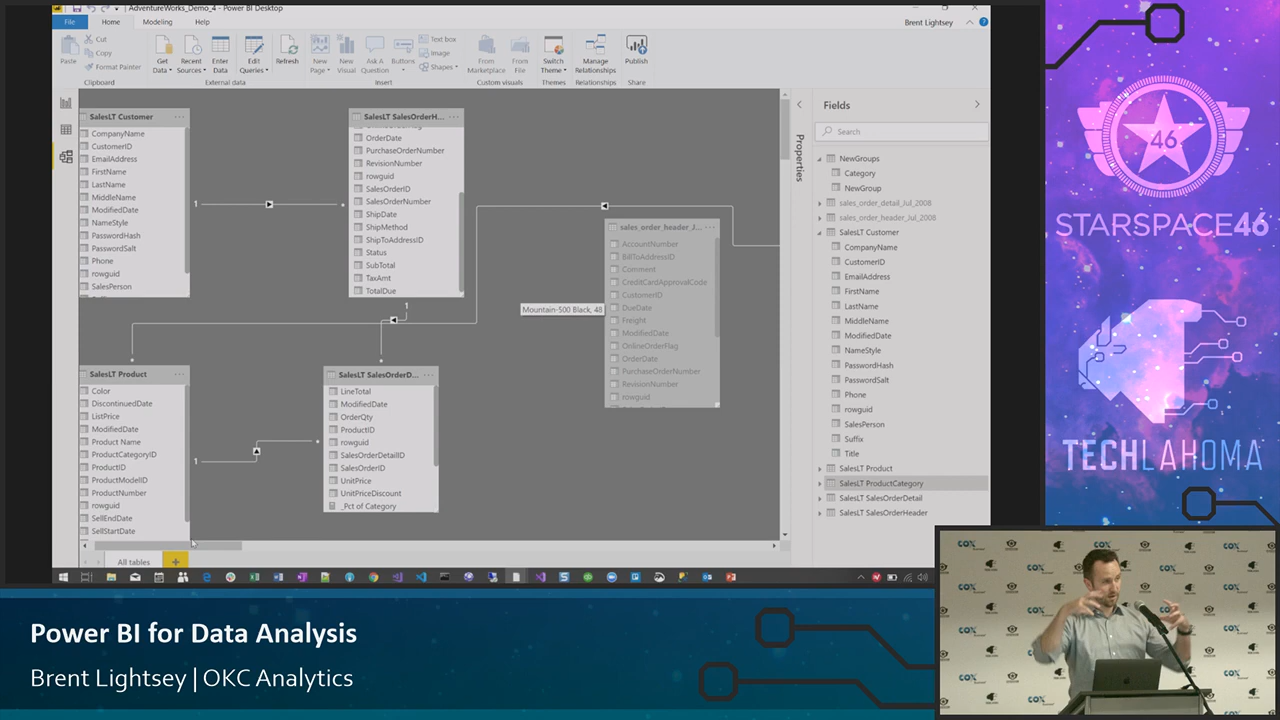 AdventureWorks_Demo_4 - Power BI Desktop
File
Home
Modeling
Help
Brent Lightsey
Paste
Cut
Copy
Format Painter
Clipboard
Get Data
Recent Sources
Enter Data
Edit Queries
External data
Refresh
New Page
New Visual
Ask A Question
Buttons
Text box
Image
Shapes
Insert
From Marketplace
From File
Custom visuals
Switch Theme
Themes
Manage Relationships
Relationships
Publish
Share
SalesLT Customer
CompanyName
CustomerID
EmailAddress
FirstName
LastName
MiddleName
ModifiedDate
NameStyle
PasswordHash
PasswordSalt
Phone
rowguid
SalesPerson
1
SalesLT SalesOrderH...
OrderDate
PurchaseOrderNumber
RevisionNumber
rowguid
SalesOrderID
SalesOrderNumber
ShipDate
ShipMethod
ShipToAddressID
Status
SubTotal
TaxAmt
TotalDue
1
sales_order_header_J...
AccountNumber
BillToAddressID
Comment
CreditCardApprovalCode
CustomerID
DueDate
Freight
ModifiedDate
OnlineOrderFlag
OrderDate
PurchaseOrderNumber
RevisionNumber
rowguid
Mountain-500 Black, 48
SalesLT Product
Color
DiscontinuedDate
ListPrice
ModifiedDate
Product Name
ProductCategoryID
ProductID
ProductModelID
ProductNumber
rowguid
SellEndDate
SellStartDate
1
SalesLT SalesOrderD...
LineTotal
ModifiedDate
OrderQty
ProductID
rowguid
SalesOrderDetailID
SalesOrderID
UnitPrice
UnitPriceDiscount
_Pct of Category
All tables
Properties
Fields
Search
NewGroups
Category
NewGroup
sales_order_detail_Jul_2008
sales_order_header_Jul_2008
SalesLT Customer
CompanyName
CustomerID
EmailAddress
FirstName
LastName
MiddleName
ModifiedDate
NameStyle
PasswordHash
PasswordSalt
Phone
rowguid
SalesPerson
Suffix
Title
SalesLT Product
SalesLT ProductCategory
SalesLT SalesOrderDetail
SalesLT SalesOrderHeader
46
STARSPACE46
TECHLAHOMA
Power BI for Data Analysis
Brent Lightsey | OKC Analytics
COX